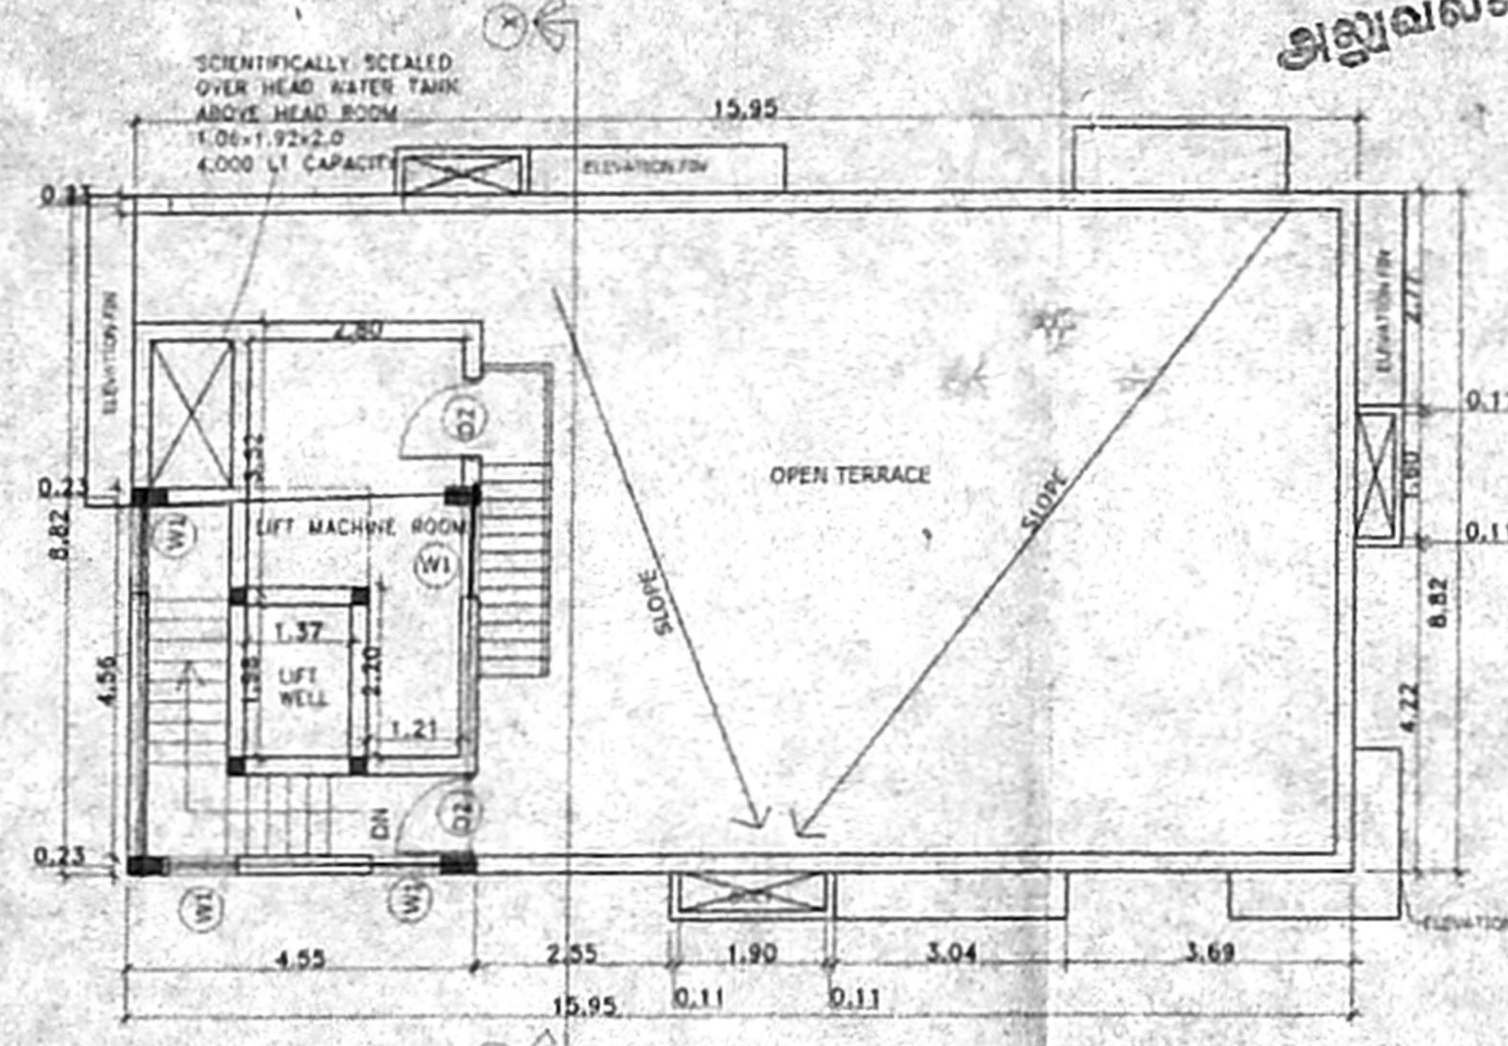 X
அலுவலக
SCIENTIFICALLY SCEALED
OVER HEAD WATER TANK
ABOVE HEAD ROOM
1.06×1.92×2.0
4,000 LT CAPACITY
15.95
ELEVATION FIN
ELEVATION FIN
ELEVATION FIN
2.77
2.80
D2
0.11
3.32
OPEN TERRACE
1.60
SLOPE
0.23
LIFT MACHINE ROOM
W1
W1
0.11
8.82
8.82
SLOPE
1.37
4.56
1.98
LIFT
WELL
2.20
1.21
4.22
DN
D2
0.23
W1
W1
ELEVATION
4.55
2.55
1.90
3.04
3.69
0.11
0.11
15.95